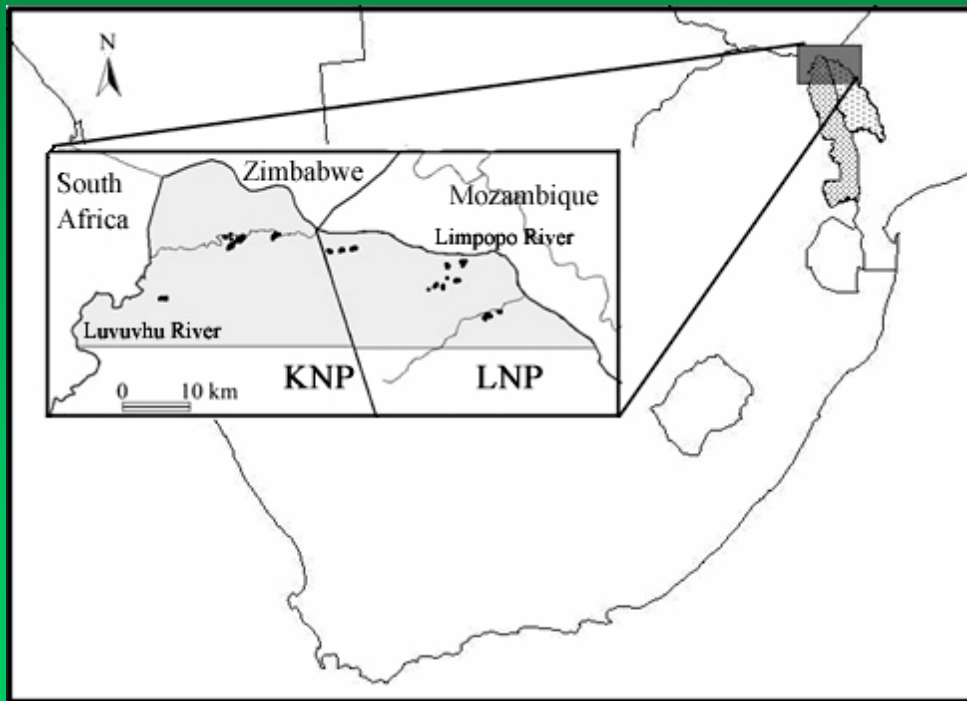 N
Zimbabwe
South
Africa
Mozambique
Limpopo River
Luvuvhu River
KNP
LNP
0 10 km